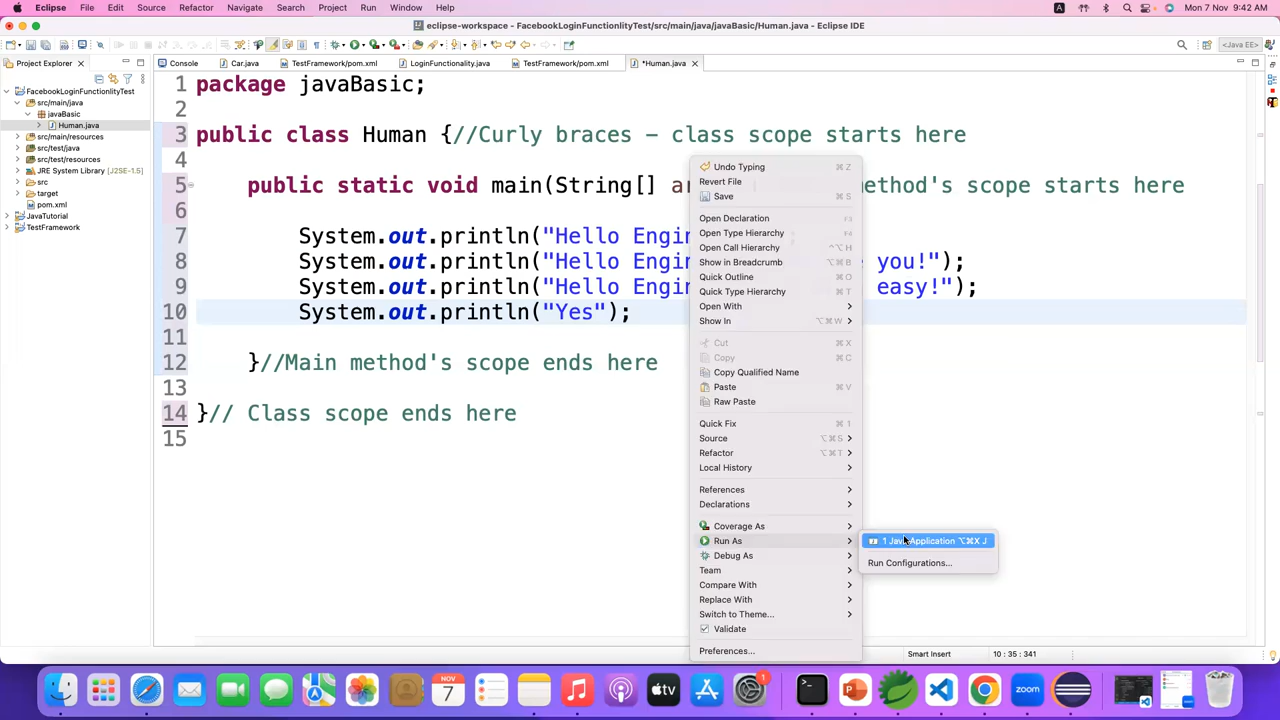 Eclipse File Edit Source Refactor Navigate Search Project Run Window Help A Mon 7 Nov 9:42 AM
eclipse-workspace - FacebookLoginFunctionlityTest/src/main/java/javaBasic/Human.java - Eclipse IDE
<Java EE>
Project Explorer
Console Car.java TestFramework/pom.xml LoginFunctionality.java TestFramework/pom.xml *Human.java
FacebookLoginFunctionlityTest
src/main/java
javaBasic
Human.java
src/main/resources
src/test/java
src/test/resources
JRE System Library [J2SE-1.5]
src
target
pom.xml
JavaTutorial
TestFramework
1 package javaBasic;
2
3 public class Human {//Curly braces - class scope starts here
4
5 public static void main(String[] ar method's scope starts here
6
7 System.out.println("Hello Engin
8 System.out.println("Hello Engin you!");
9 System.out.println("Hello Engin easy!");
10 System.out.println("Yes");
11
12 }//Main method's scope ends here
13
14 }// Class scope ends here
15
Undo Typing ⌘Z
Revert File
Save ⌘S
Open Declaration F3
Open Type Hierarchy F4
Open Call Hierarchy ^⌥H
Show in Breadcrumb ⌥⌘B
Quick Outline ⌘O
Quick Type Hierarchy ⌘T
Open With
Show In ⌥⌘W
Cut ⌘X
Copy ⌘C
Copy Qualified Name
Paste ⌘V
Raw Paste
Quick Fix ⌘1
Source ⌥⌘S
Refactor ⌥⌘T
Local History
References
Declarations
Coverage As
Run As
Debug As
Team
Compare With
Replace With
Switch to Theme...
Validate
Preferences...
1 Java Application ⌥⌘X J
Run Configurations...
Smart Insert 10 : 35 : 341
NOV
7
tv
1
zoom